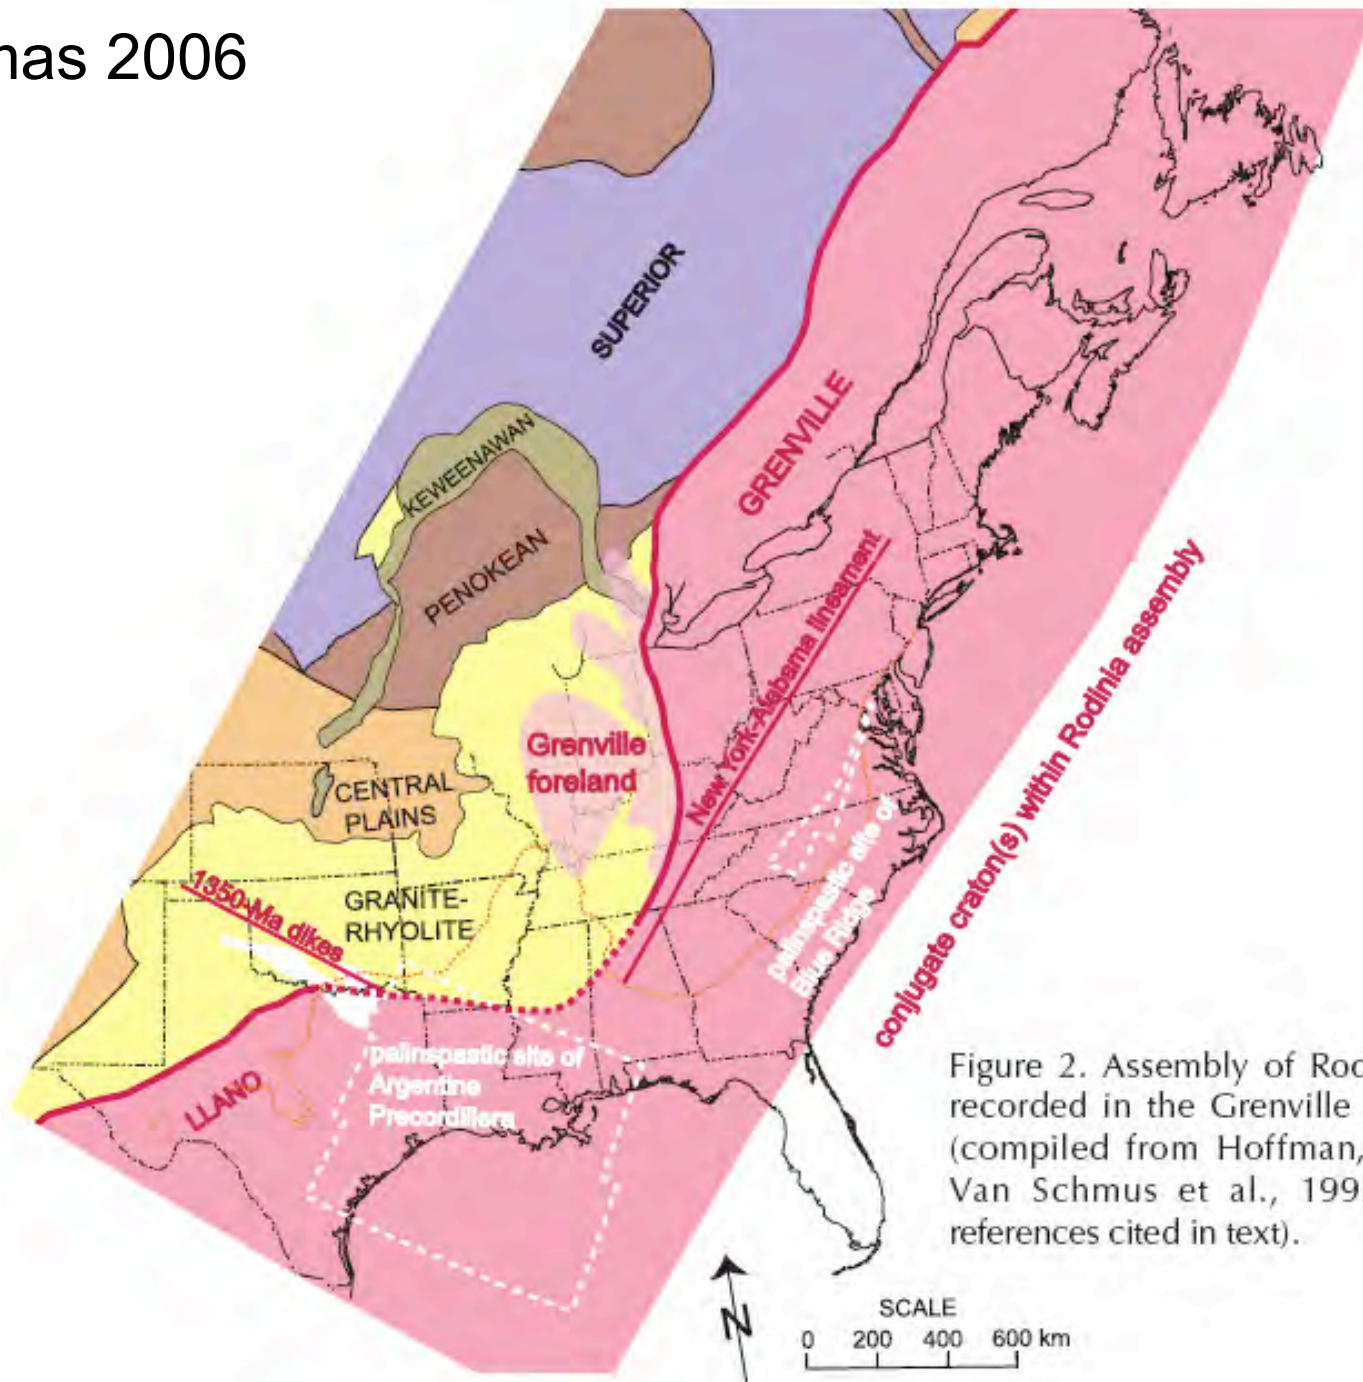 nas 2006
SUPERIOR
GRENVILLE
KEWEENAWAN
PENOKEAN
New York-Alabama lineament
conjugate craton(s) within Rodinia assembly
Grenville
foreland
CENTRAL
PLAINS
GRANITE-
RHYOLITE
1350-Ma dikes
palinspastic site of
Blue Ridge
palinspastic site of
Argentine
Precordillera
LLANO
Figure 2. Assembly of Roc
recorded in the Grenville
(compiled from Hoffman,
Van Schmus et al., 199
references cited in text).
N
SCALE
0 200 400 600 km